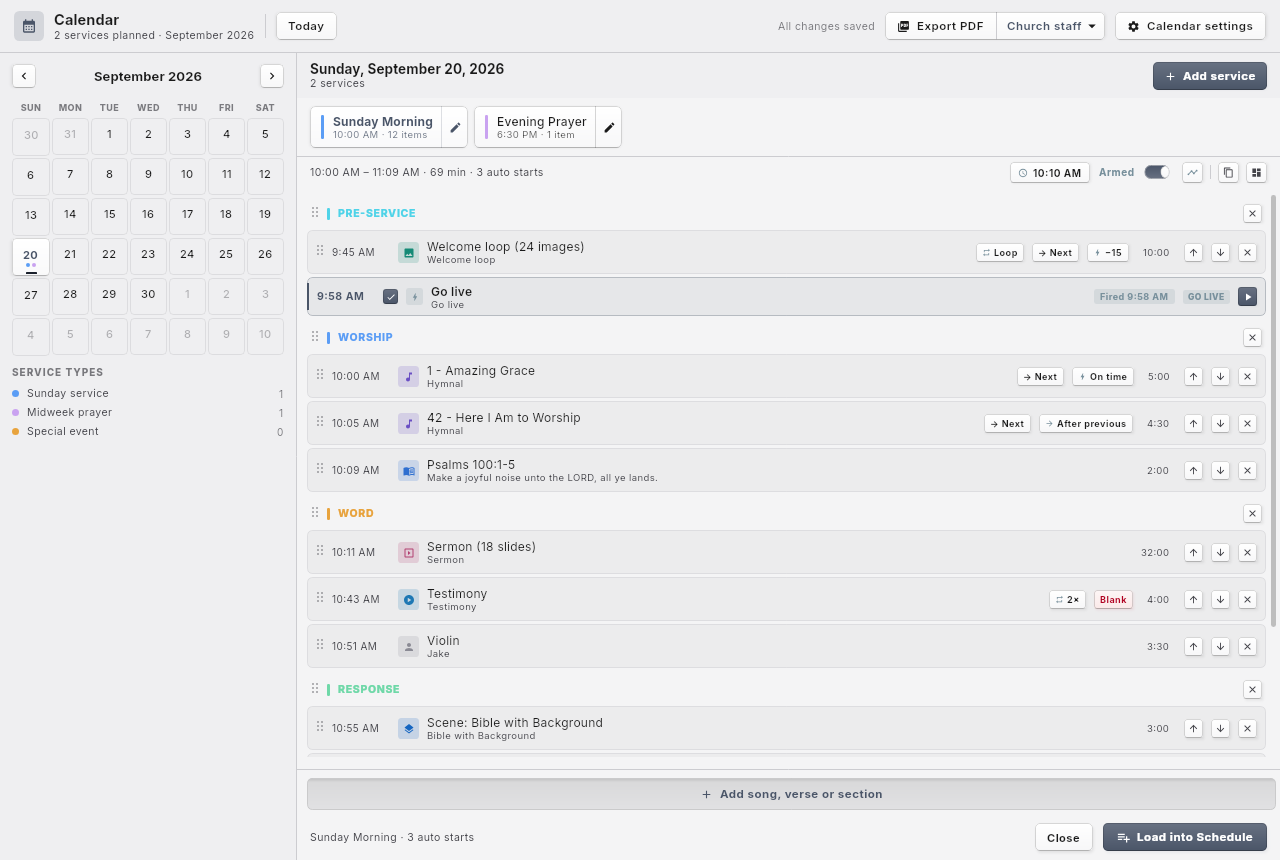 Calendar
2 services planned · September 2026
Today
All changes saved
Export PDF
Church staff
Calendar settings
September 2026
SUN MON TUE WED THU FRI SAT
30 31 1 2 3 4 5
6 7 8 9 10 11 12
13 14 15 16 17 18 19
20 21 22 23 24 25 26
27 28 29 30 1 2 3
4 5 6 7 8 9 10
SERVICE TYPES
Sunday service 1
Midweek prayer 1
Special event 0
Sunday, September 20, 2026
2 services
+ Add service
Sunday Morning
10:00 AM · 12 items
Evening Prayer
6:30 PM · 1 item
10:00 AM – 11:09 AM · 69 min · 3 auto starts
10:10 AM
Armed
PRE-SERVICE
9:45 AM
Welcome loop (24 images)
Welcome loop
Loop
→ Next
−15
10:00
9:58 AM
Go live
Go live
Fired 9:58 AM
GO LIVE
WORSHIP
10:00 AM
1 - Amazing Grace
Hymnal
→ Next
On time
5:00
10:05 AM
42 - Here I Am to Worship
Hymnal
→ Next
→ After previous
4:30
10:09 AM
Psalms 100:1-5
Make a joyful noise unto the LORD, all ye lands.
2:00
WORD
10:11 AM
Sermon (18 slides)
Sermon
32:00
10:43 AM
Testimony
Testimony
2×
Blank
4:00
10:51 AM
Violin
Jake
3:30
RESPONSE
10:55 AM
Scene: Bible with Background
Bible with Background
3:00
+ Add song, verse or section
Sunday Morning · 3 auto starts
Close
Load into Schedule